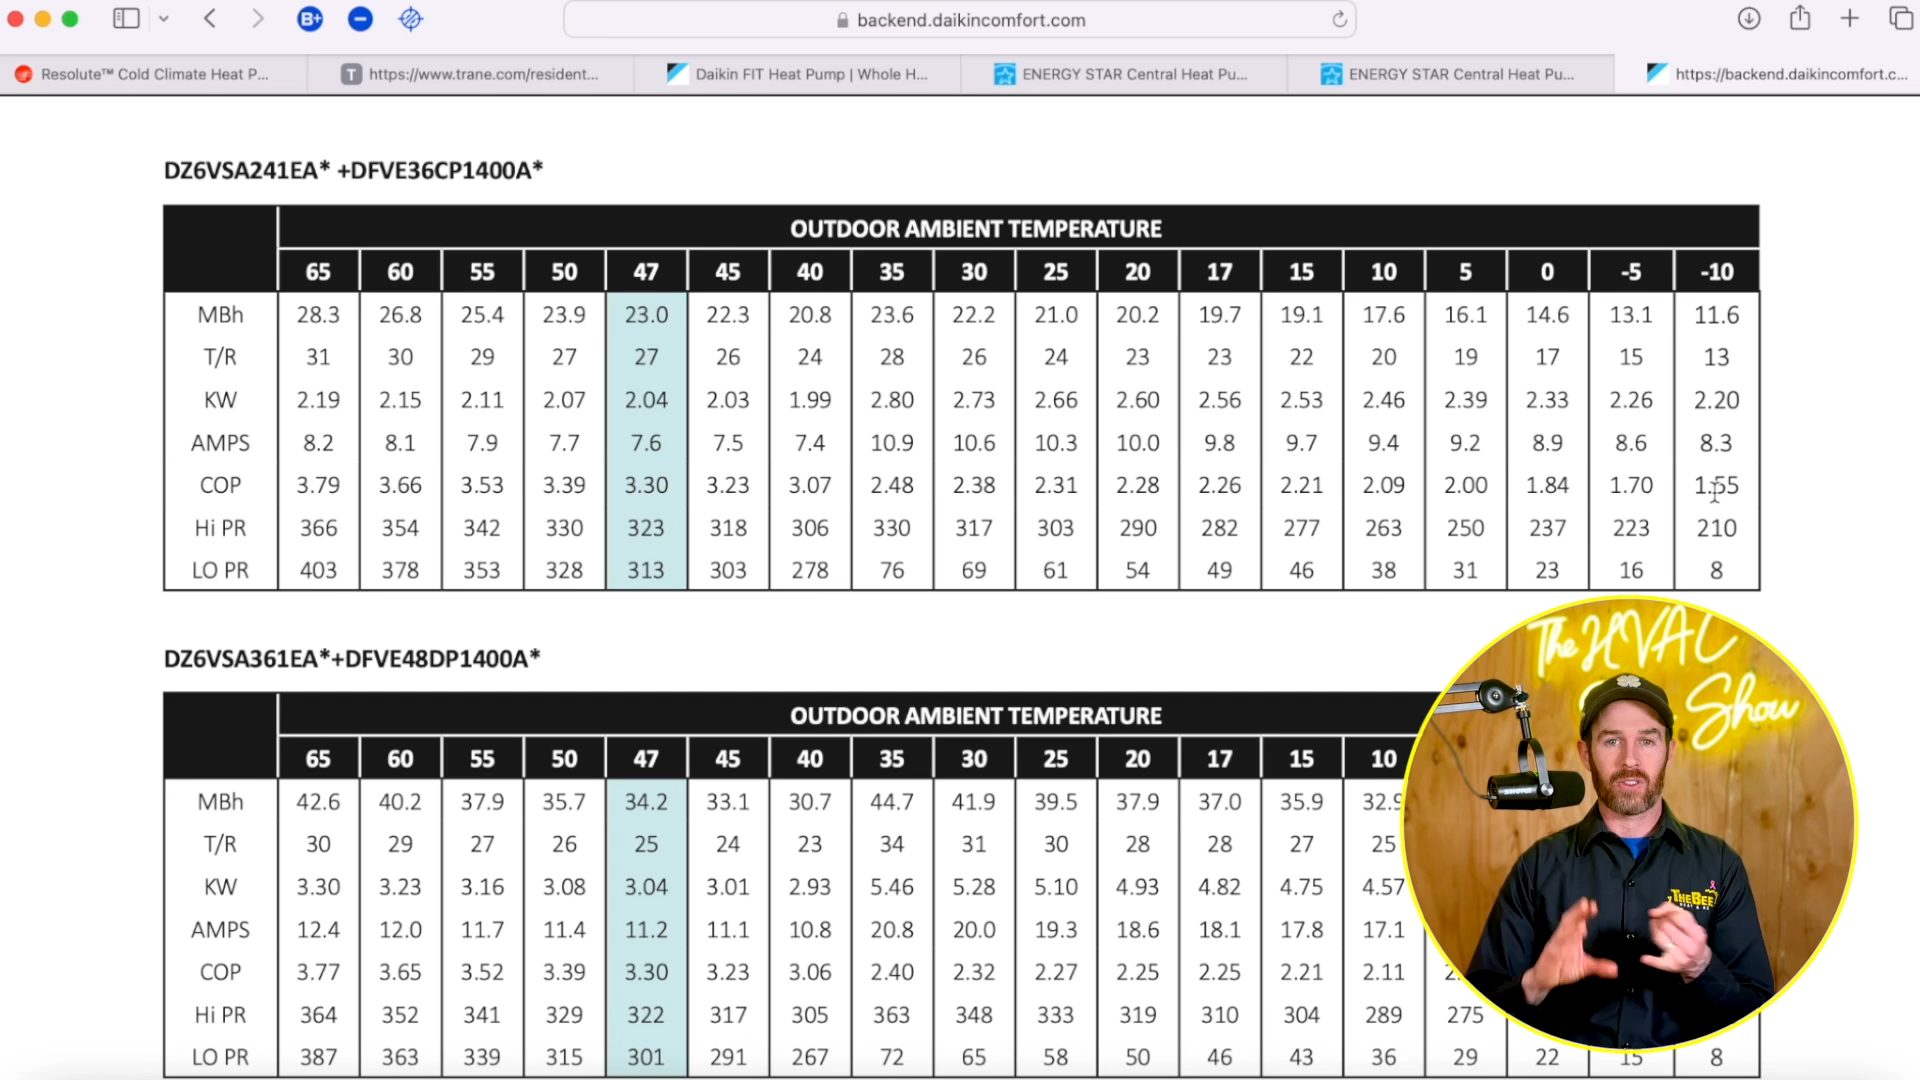 backend.daikincomfort.com
Resolute™ Cold Climate Heat P...
T https://www.trane.com/resident...
Daikin FIT Heat Pump | Whole H...
ENERGY STAR Central Heat Pu...
ENERGY STAR Central Heat Pu...
https://backend.daikincomfort.c...
B+
DZ6VSA241EA* +DFVE36CP1400A*
OUTDOOR AMBIENT TEMPERATURE
65 60 55 50 47 45 40 35 30 25 20 17 15 10 5 0 -5 -10
MBh 28.3 26.8 25.4 23.9 23.0 22.3 20.8 23.6 22.2 21.0 20.2 19.7 19.1 17.6 16.1 14.6 13.1 11.6
T/R 31 30 29 27 27 26 24 28 26 24 23 23 22 20 19 17 15 13
KW 2.19 2.15 2.11 2.07 2.04 2.03 1.99 2.80 2.73 2.66 2.60 2.56 2.53 2.46 2.39 2.33 2.26 2.20
AMPS 8.2 8.1 7.9 7.7 7.6 7.5 7.4 10.9 10.6 10.3 10.0 9.8 9.7 9.4 9.2 8.9 8.6 8.3
COP 3.79 3.66 3.53 3.39 3.30 3.23 3.07 2.48 2.38 2.31 2.28 2.26 2.21 2.09 2.00 1.84 1.70 1.55
Hi PR 366 354 342 330 323 318 306 330 317 303 290 282 277 263 250 237 223 210
LO PR 403 378 353 328 313 303 278 76 69 61 54 49 46 38 31 23 16 8
DZ6VSA361EA*+DFVE48DP1400A*
OUTDOOR AMBIENT TEMPERATURE
65 60 55 50 47 45 40 35 30 25 20 17 15 10
MBh 42.6 40.2 37.9 35.7 34.2 33.1 30.7 44.7 41.9 39.5 37.9 37.0 35.9 32.9
T/R 30 29 27 26 25 24 23 34 31 30 28 28 27 25
KW 3.30 3.23 3.16 3.08 3.04 3.01 2.93 5.46 5.28 5.10 4.93 4.82 4.75 4.57
AMPS 12.4 12.0 11.7 11.4 11.2 11.1 10.8 20.8 20.0 19.3 18.6 18.1 17.8 17.1
COP 3.77 3.65 3.52 3.39 3.30 3.23 3.06 2.40 2.32 2.27 2.25 2.25 2.21 2.11
Hi PR 364 352 341 329 322 317 305 363 348 333 319 310 304 289 275
LO PR 387 363 339 315 301 291 267 72 65 58 50 46 43 36 29 22 15 8
The HVAC
Show
THEBEE